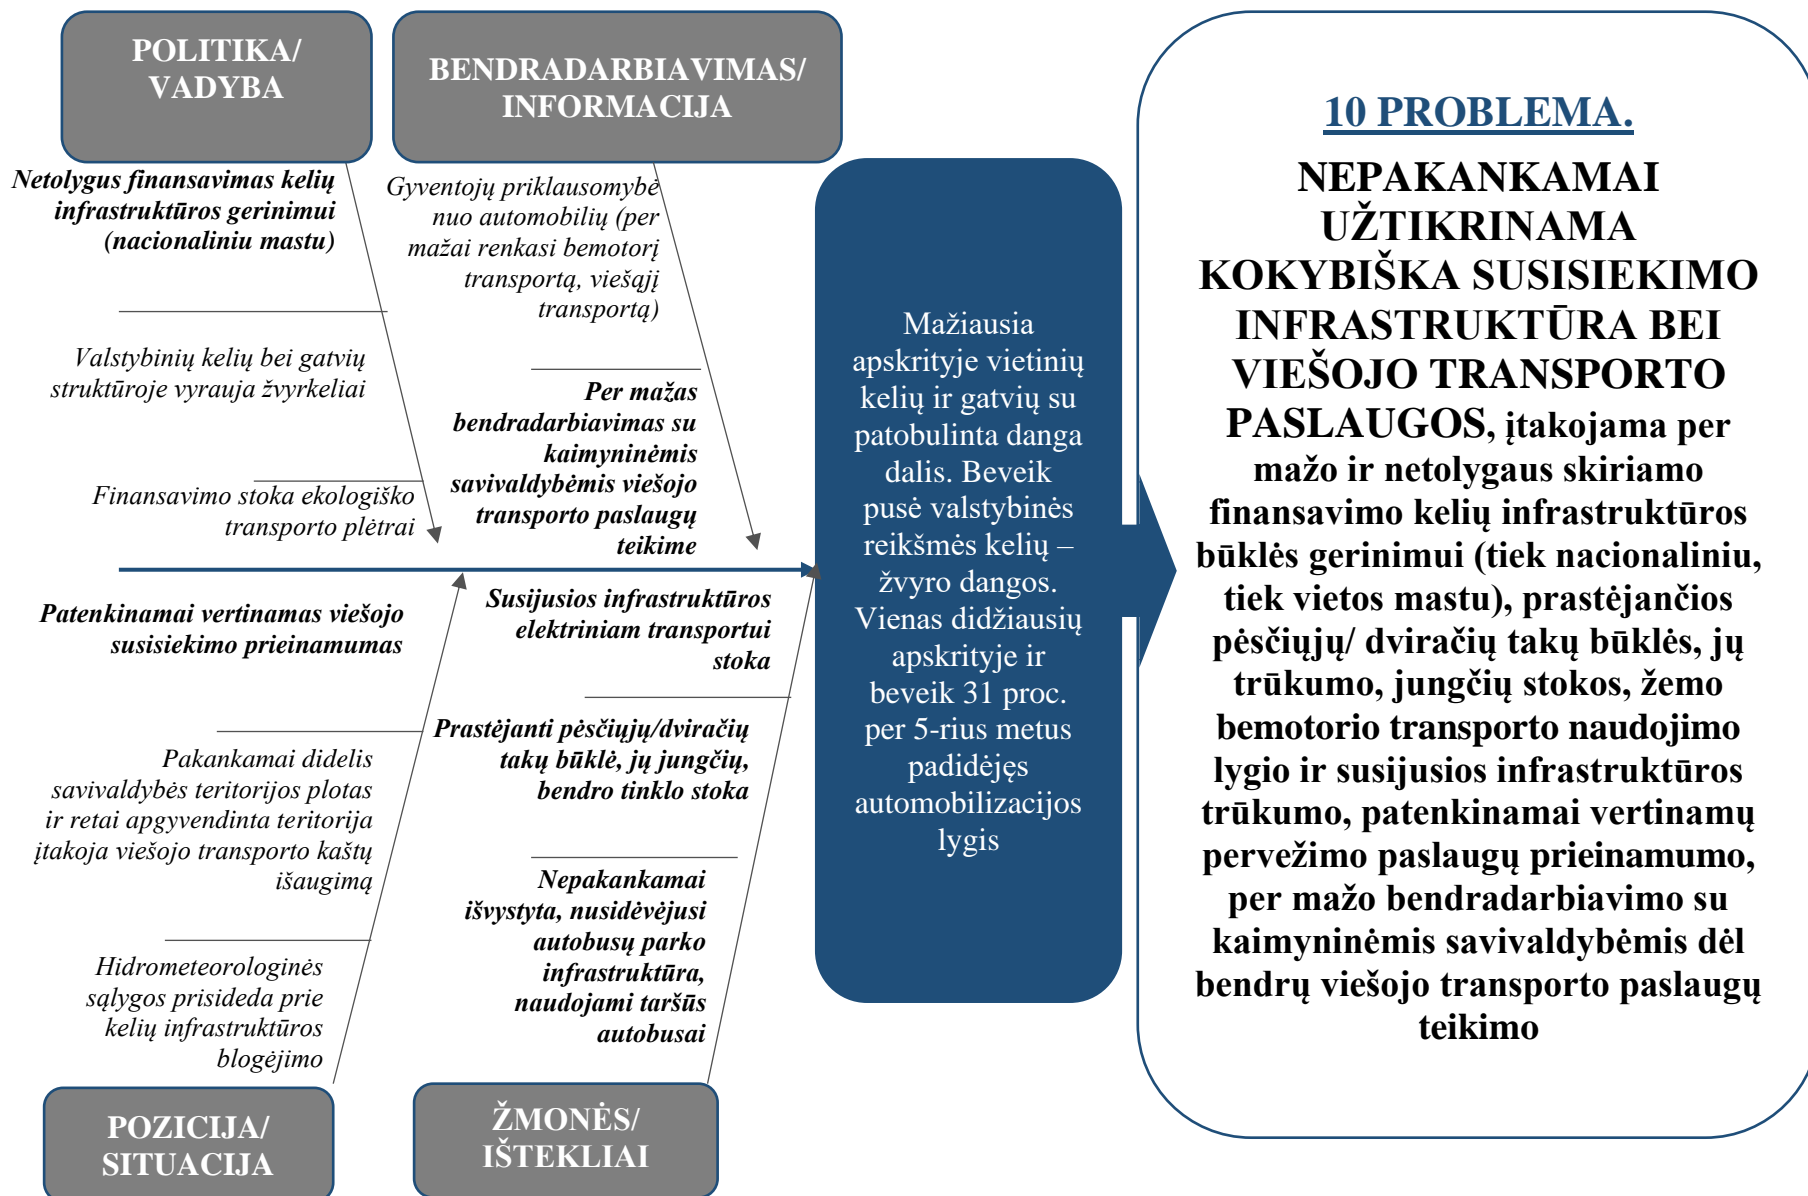 POLITIKA/
VADYBA
BENDRADARBIAVIMAS/
INFORMACIJA
Netolygus finansavimas kelių
infrastruktūros gerinimui
(nacionaliniu mastu)
Valstybinių kelių bei gatvių
struktūroje vyrauja žvyrkeliai
Finansavimo stoka ekologiško
transporto plėtrai
Gyventojų priklausomybė
nuo automobilių (per
mažai renkasi bemotorį
transportą, viešąjį
transportą)
Per mažas
bendradarbiavimas su
kaimyninėmis
savivaldybėmis viešojo
transporto paslaugų
teikime
Patenkinamai vertinamas viešojo
susisiekimo prieinamumas
Pakankamai didelis
savivaldybės teritorijos plotas
ir retai apgyvendinta teritorija
įtakoja viešojo transporto kaštų
išaugimą
Hidrometeorologinės
sąlygos prisideda prie
kelių infrastruktūros
blogėjimo
Susijusios infrastruktūros
elektriniam transportui
stoka
Prastėjanti pėsčiųjų/dviračių
takų būklė, jų jungčių,
bendro tinklo stoka
Nepakankamai
išvystyta, nusidėvėjusi
autobusų parko
infrastruktūra,
naudojami taršūs
autobusai
POZICIJA/
SITUACIJA
ŽMONĖS/
IŠTEKLIAI
Mažiausia
apskrityje vietinių
kelių ir gatvių su
patobulinta danga
dalis. Beveik
pusė valstybinės
reikšmės kelių –
žvyro dangos.
Vienas didžiausių
apskrityje ir
beveik 31 proc.
per 5-rius metus
padidėjęs
automobilizacijos
lygis
10 PROBLEMA.
NEPAKANKAMAI
UŽTIKRINAMA
KOKYBIŠKA SUSISIEKIMO
INFRASTRUKTŪRA BEI
VIEŠOJO TRANSPORTO
PASLAUGOS, įtakojama per
mažo ir netolygaus skiriamo
finansavimo kelių infrastruktūros
būklės gerinimui (tiek nacionaliniu,
tiek vietos mastu), prastėjančios
pėsčiųjų/ dviračių takų būklės, jų
trūkumo, jungčių stokos, žemo
bemotorio transporto naudojimo
lygio ir susijusios infrastruktūros
trūkumo, patenkinamai vertinamų
pervežimo paslaugų prieinamumo,
per mažo bendradarbiavimo su
kaimyninėmis savivaldybėmis dėl
bendrų viešojo transporto paslaugų
teikimo